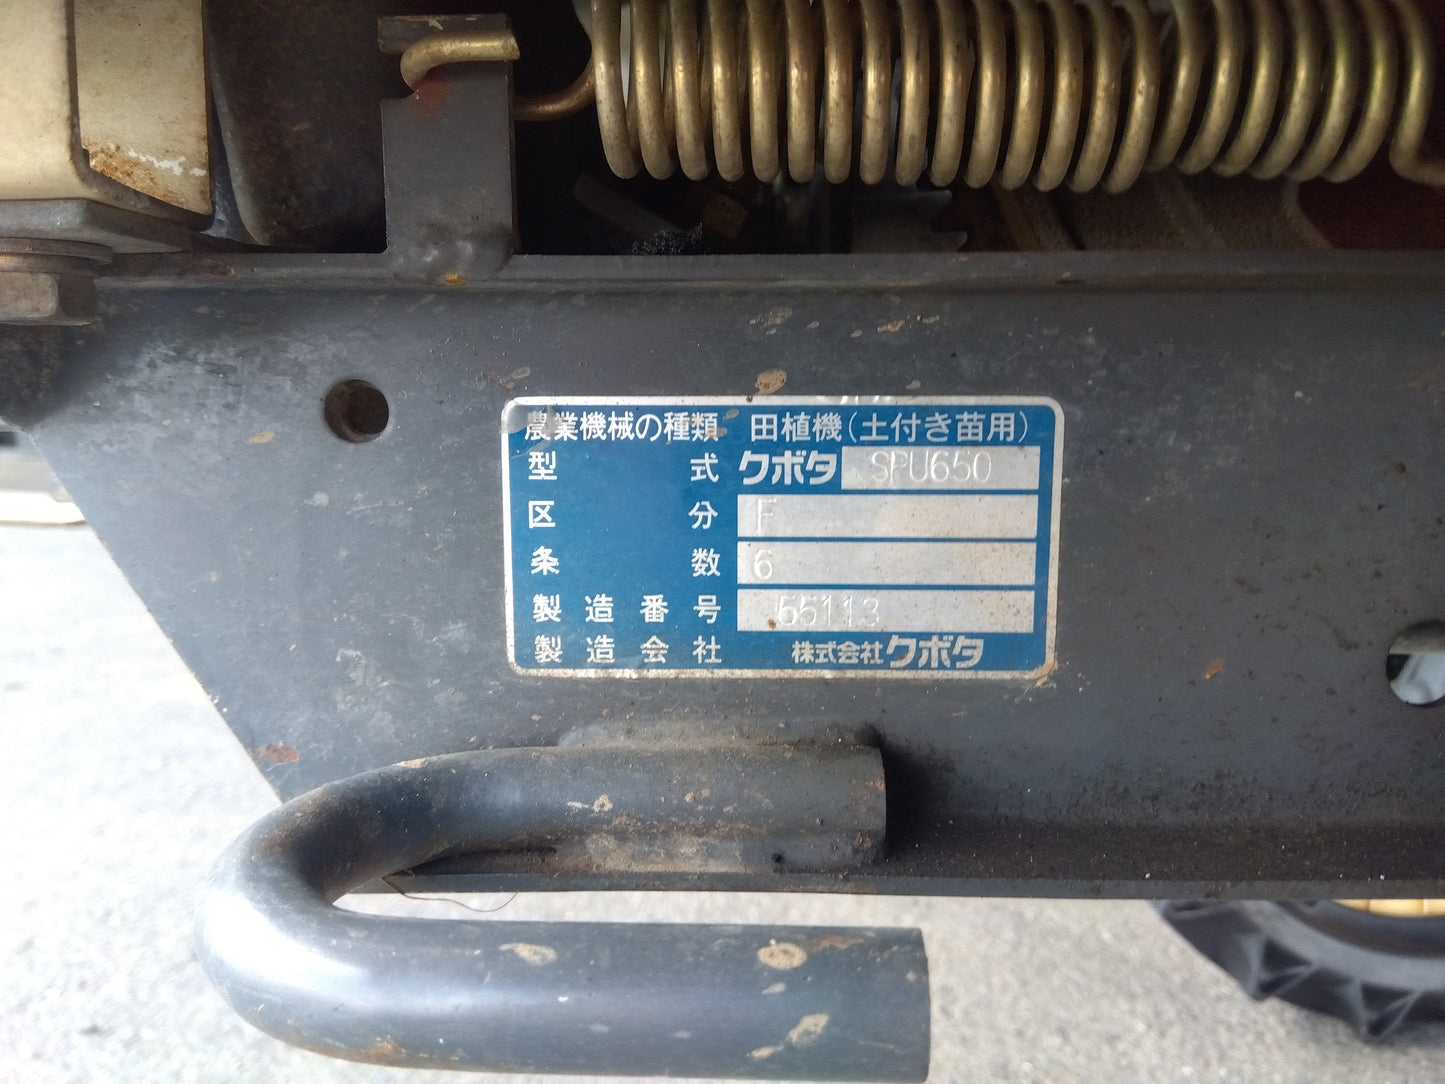 農業機械の種類 田植機(土付き苗用)
型式 クボタ SPU650
区分 F
条数 6
製造番号 55113
製造会社 株式会社クボタ